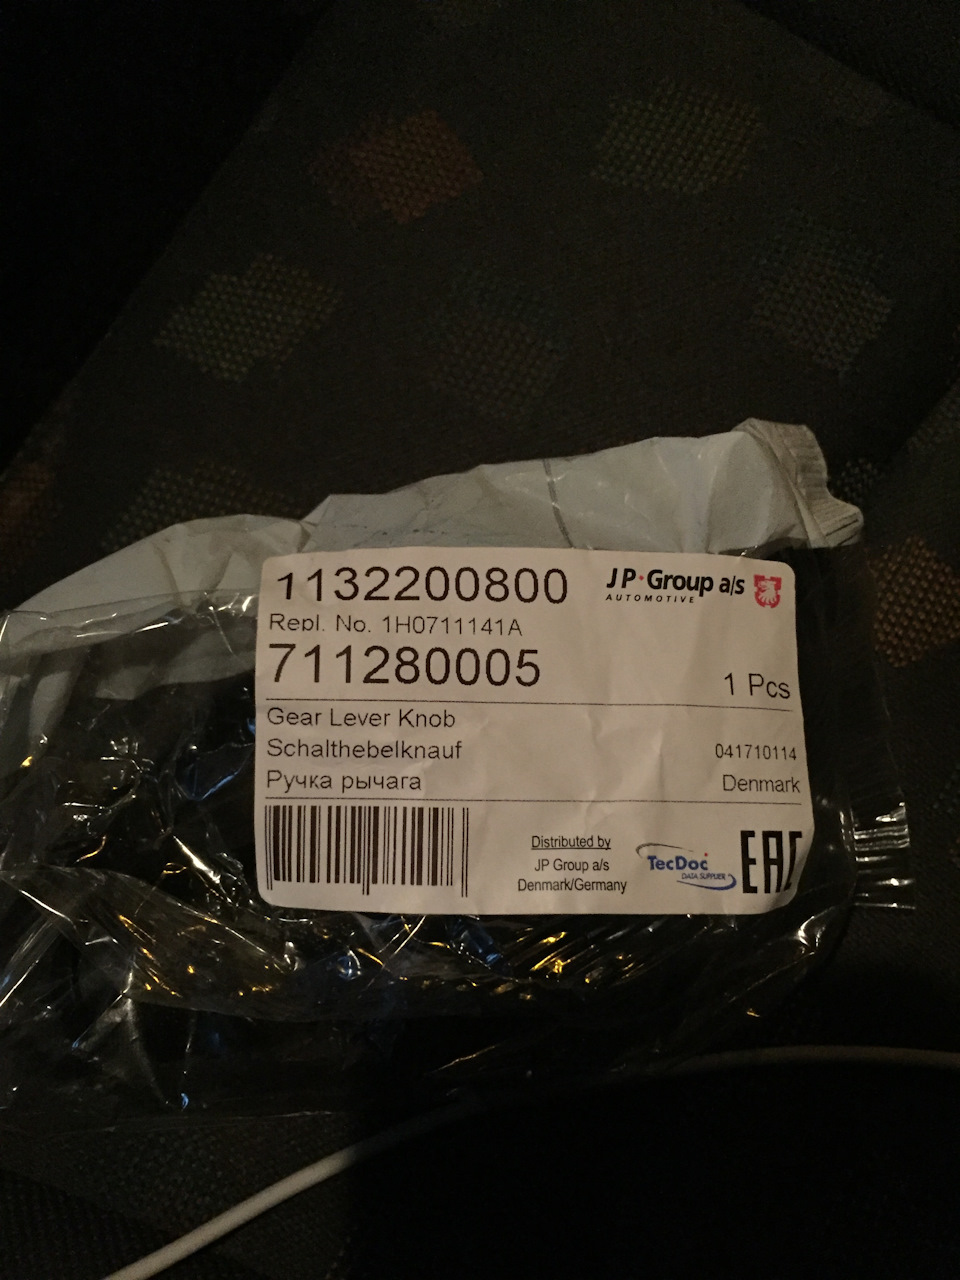 1132200800
JP Group a/s
AUTOMOTIVE
Repl. No. 1H0711141A
711280005
1 Pcs
Gear Lever Knob
Schalthebelknauf
041710114
Ручка рычага
Denmark
Distributed by
JP Group a/s
Denmark/Germany
TecDoc
DATA SUPPLIER
EAC